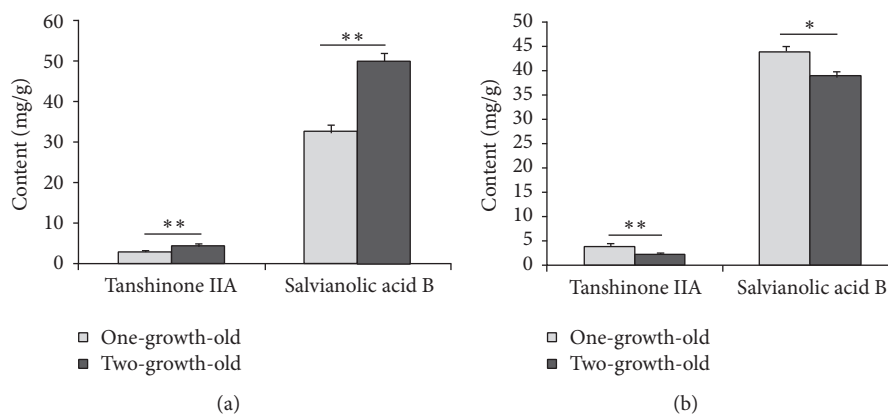 60
50
40
30
20
10
0
Content (mg/g)
**
**
Tanshinone IIA
Salvianolic acid B
One-growth-old
Two-growth-old
(a)
50
45
40
35
30
25
20
15
10
5
0
Content (mg/g)
**
*
Tanshinone IIA
Salvianolic acid B
One-growth-old
Two-growth-old
(b)